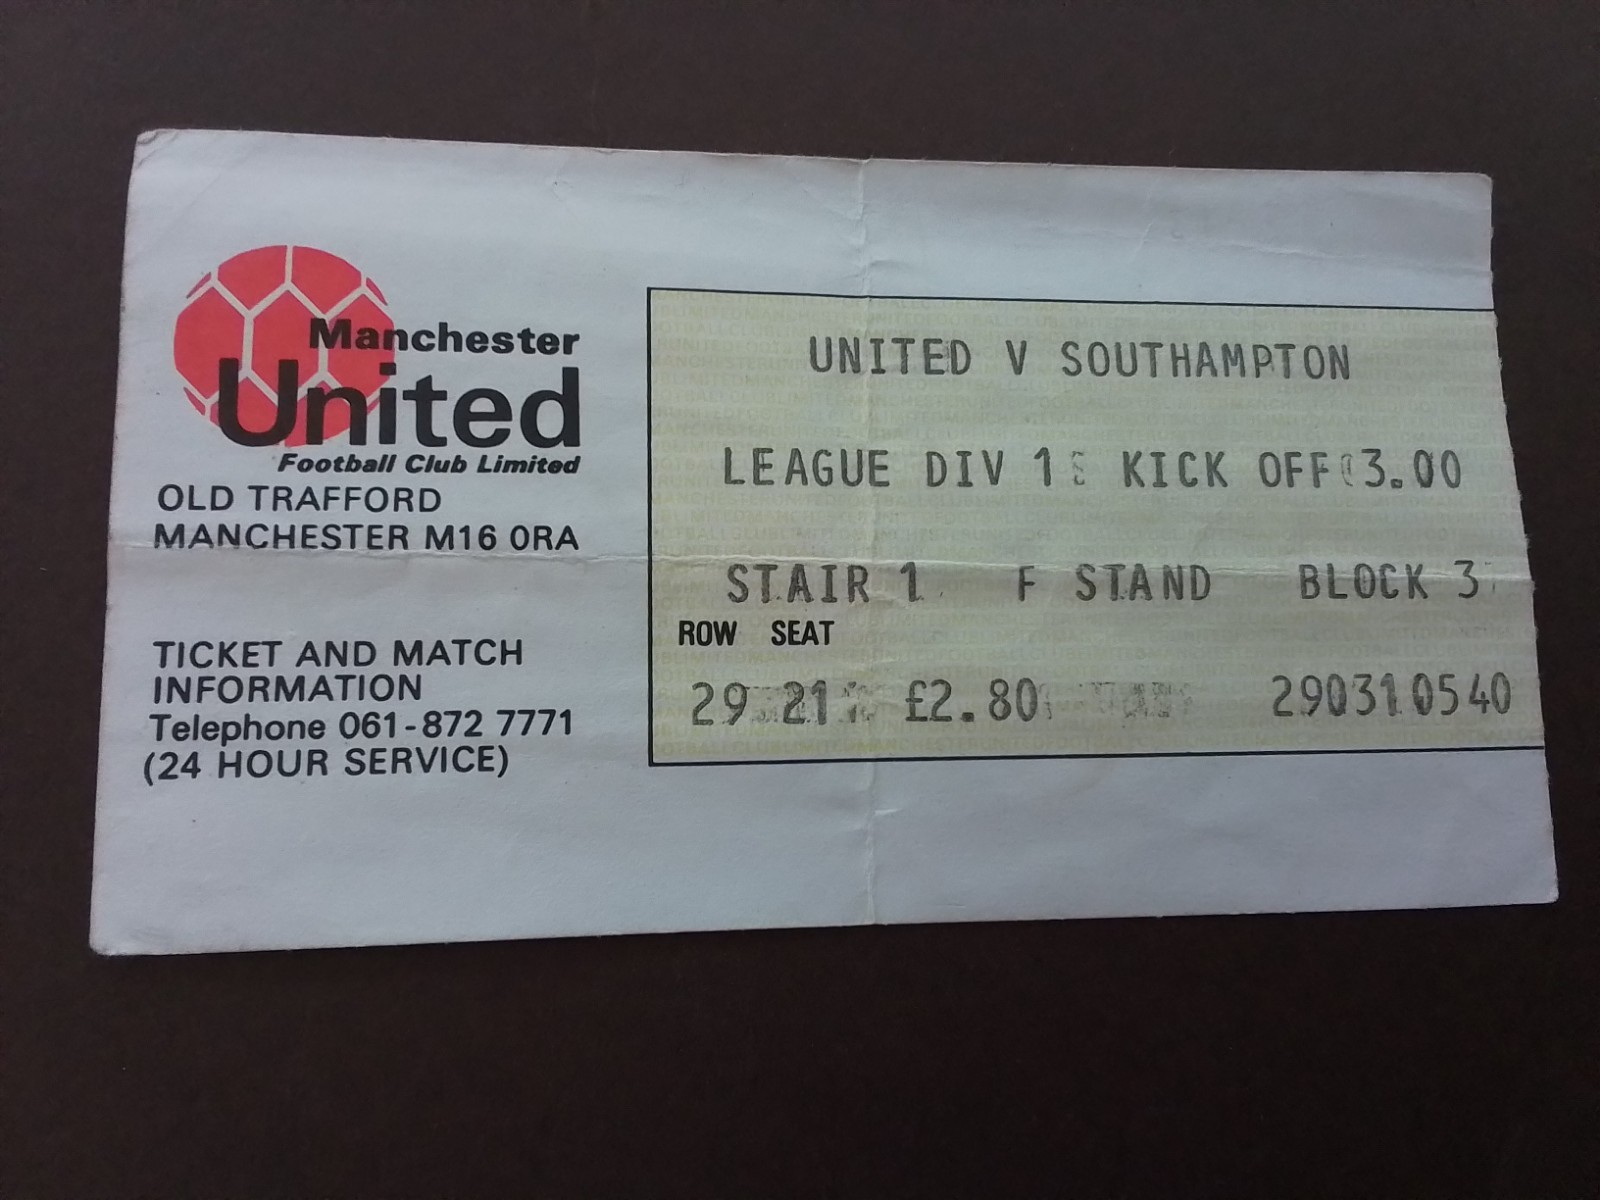 Manchester
United
Football Club Limited
OLD TRAFFORD
MANCHESTER M16 0RA
TICKET AND MATCH
INFORMATION
Telephone 061-872 7771
(24 HOUR SERVICE)
UNITED V SOUTHAMPTON
LEAGUE DIV 1 KICK OFF 3.00
STAIR 1 F STAND BLOCK 3
ROW SEAT
29 21 £2.80 290310540